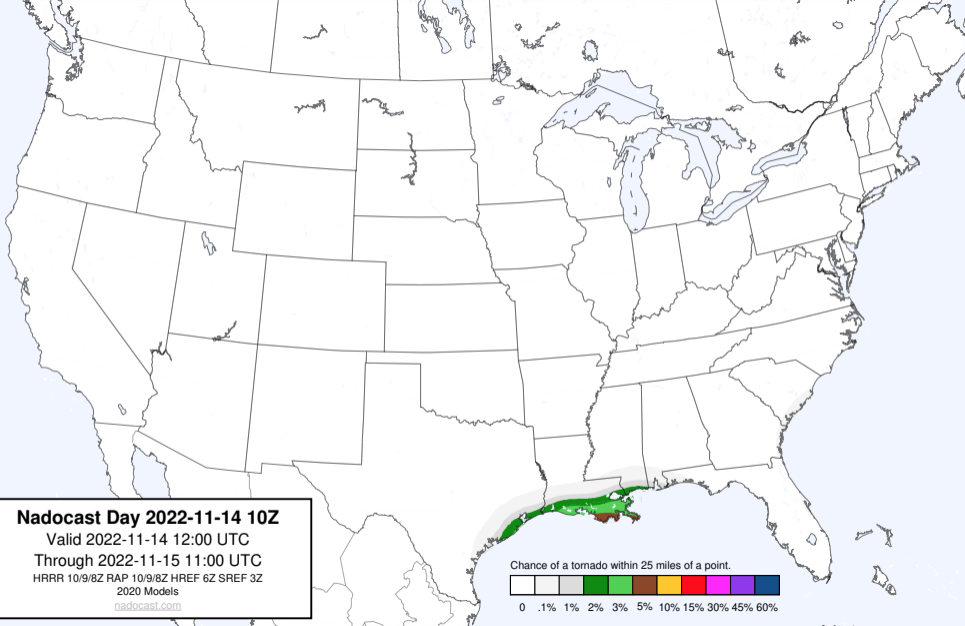 Nadocast Day 2022-11-14 10Z
Valid 2022-11-14 12:00 UTC
Through 2022-11-15 11:00 UTC
HRRR 10/9/8Z RAP 10/9/8Z HREF 6Z SREF 3Z
2020 Models
nadocast.com
Chance of a tornado within 25 miles of a point.
0 .1% 1% 2% 3% 5% 10% 15% 30% 45% 60%